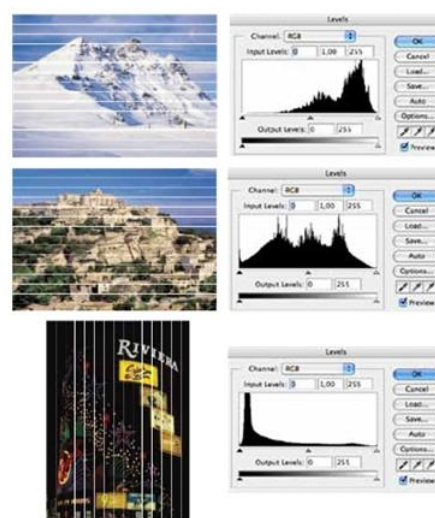 Levels
Channel: RGB
Input Levels: 0 1,00 255
Output Levels: 0 255
OK
Cancel
Load...
Save...
Auto
Options...
Preview
Levels
Channel: RGB
Input Levels: 0 1,00 255
Output Levels: 0 255
OK
Cancel
Load...
Save...
Auto
Options...
Preview
RIVIERA
Levels
Channel: RGB
Input Levels: 0 1,00 255
Output Levels: 0 255
OK
Cancel
Load...
Save...
Auto
Options...
Preview